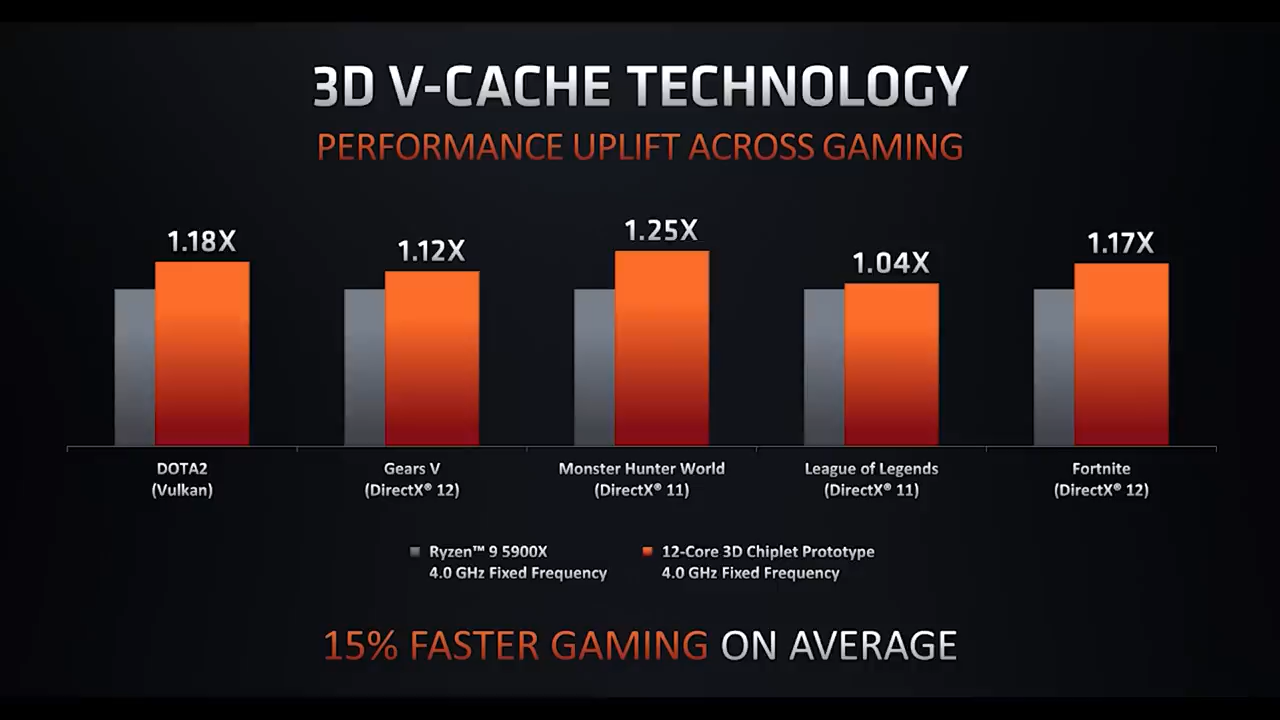 3D V-CACHE TECHNOLOGY
PERFORMANCE UPLIFT ACROSS GAMING
1.18X
1.12X
1.25X
1.04X
1.17X
DOTA2
(Vulkan)
Gears V
(DirectX® 12)
Monster Hunter World
(DirectX® 11)
League of Legends
(DirectX® 11)
Fortnite
(DirectX® 12)
Ryzen™ 9 5900X
4.0 GHz Fixed Frequency
12-Core 3D Chiplet Prototype
4.0 GHz Fixed Frequency
15% FASTER GAMING ON AVERAGE